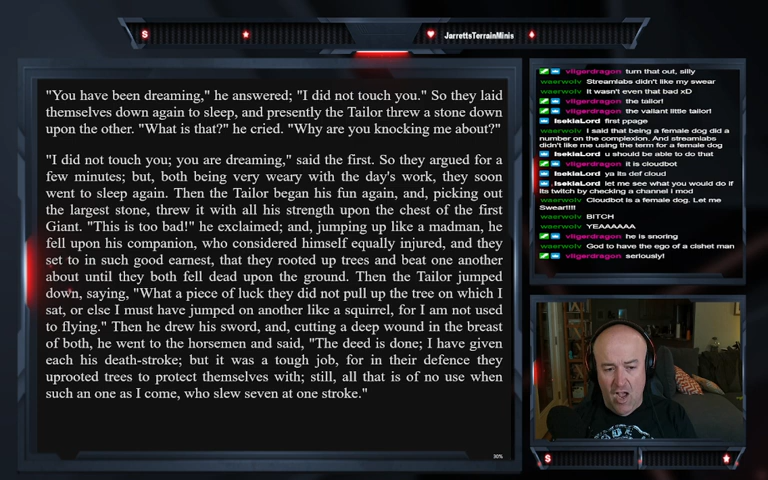 S
JarrettsTerrainMinis
"You have been dreaming," he answered; "I did not touch you." So they laid
themselves down again to sleep, and presently the Tailor threw a stone down
upon the other. "What is that?" he cried. "Why are you knocking me about?"
"I did not touch you; you are dreaming," said the first. So they argued for a
few minutes; but, both being very weary with the day's work, they soon
went to sleep again. Then the Tailor began his fun again, and, picking out
the largest stone, threw it with all his strength upon the chest of the first
Giant. "This is too bad!" he exclaimed; and, jumping up like a madman, he
fell upon his companion, who considered himself equally injured, and they
set to in such good earnest, that they rooted up trees and beat one another
about until they both fell dead upon the ground. Then the Tailor jumped
down, saying, "What a piece of luck they did not pull up the tree on which I
sat, or else I must have jumped on another like a squirrel, for I am not used
to flying." Then he drew his sword, and, cutting a deep wound in the breast
of both, he went to the horsemen and said, "The deed is done; I have given
each his death-stroke; but it was a tough job, for in their defence they
uprooted trees to protect themselves with; still, all that is of no use when
such an one as I come, who slew seven at one stroke."
30%
vligerdragon turn that out, silly
waerwolv Streamlabs didn't like my swear
waerwolv It wasn't even that bad xD
vligerdragon the tailor!
vligerdragon the valiant little tailor!
IsekiaLord first ppage
waerwolv I said that being a female dog did a
number on the complexion. And streamlabs
didn't like me using the term for a female dog
IsekiaLord u should be able to do that
vligerdragon it is cloudbot
IsekiaLord ya its def cloud
IsekiaLord let me see what you would do if
Its twitch by checking a channel i mod
waerwolv Cloudbot is a female dog. Let me
Swear!!!!
waerwolv BITCH
waerwolv YEAAAAAA
vligerdragon he is snoring
waerwolv God to have the ego of a cishet man
vligerdragon seriously!
S